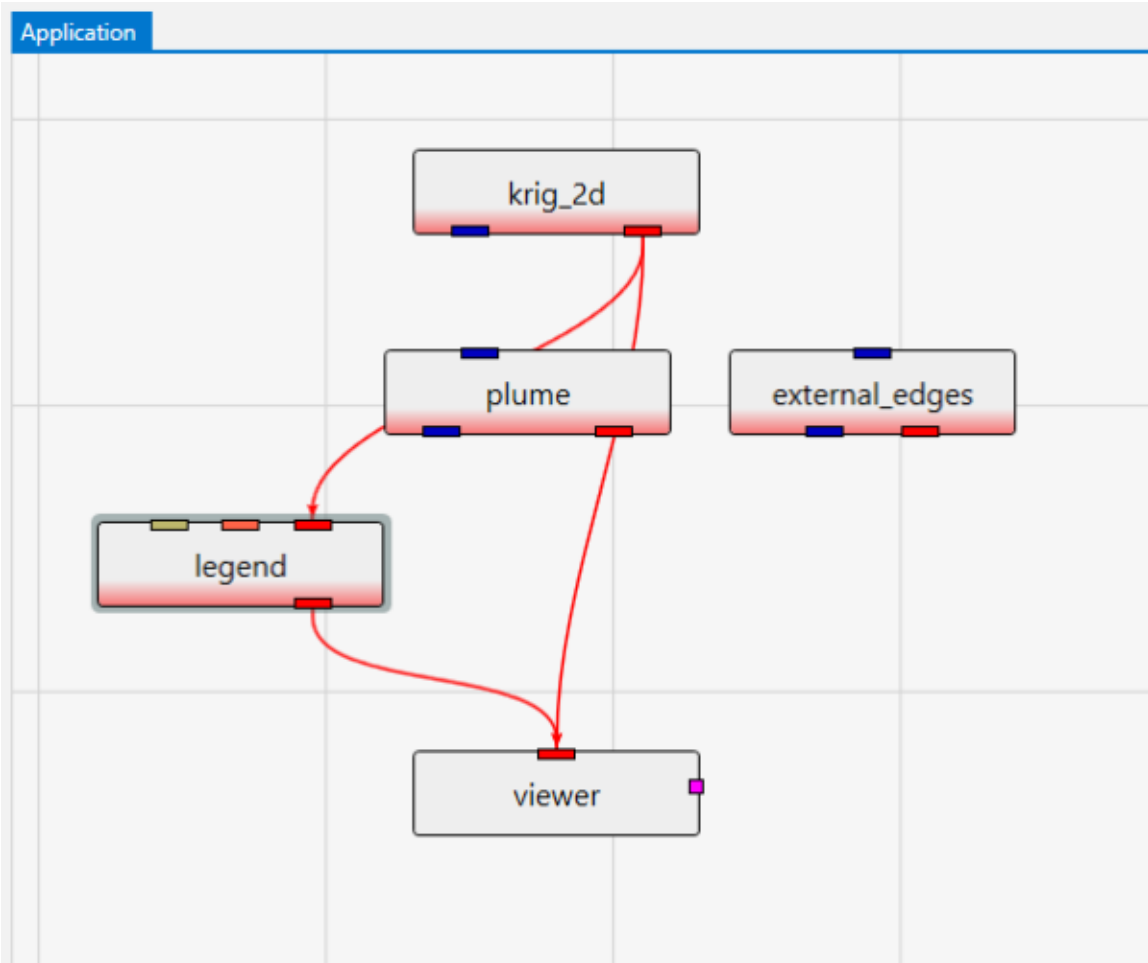 Application
krig_2d
plume
external_edges
legend
viewer